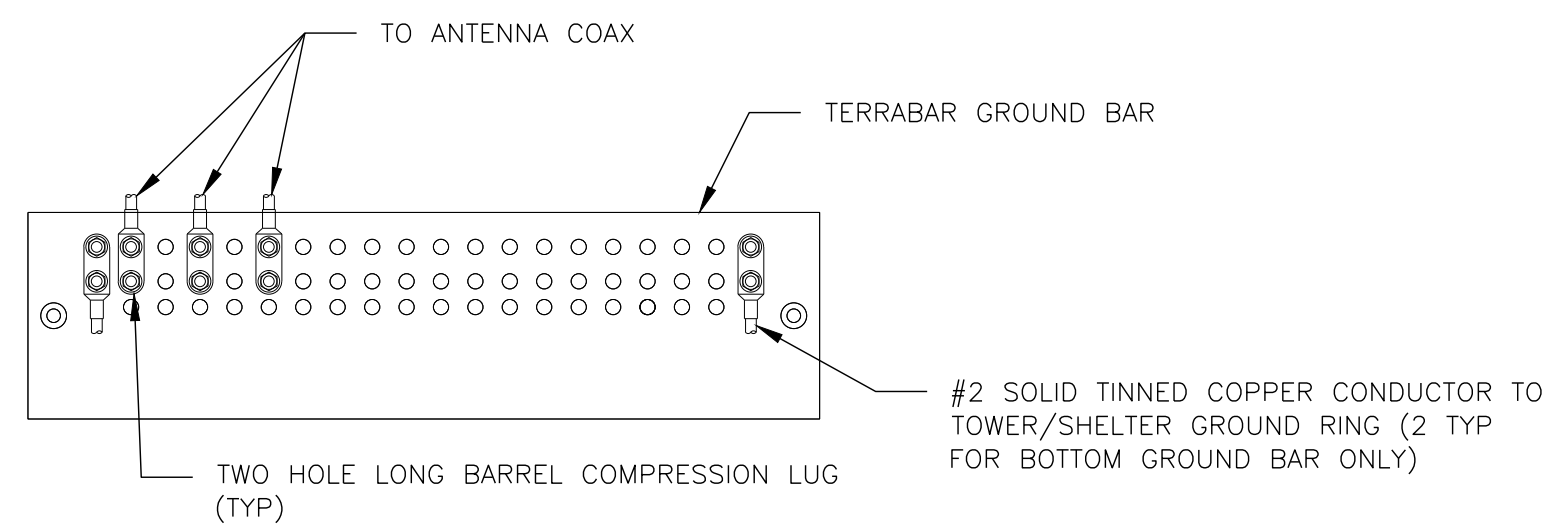 TO ANTENNA COAX
TERRABAR GROUND BAR
#2 SOLID TINNED COPPER CONDUCTOR TO
TOWER/SHELTER GROUND RING (2 TYP
FOR BOTTOM GROUND BAR ONLY)
TWO HOLE LONG BARREL COMPRESSION LUG
(TYP)